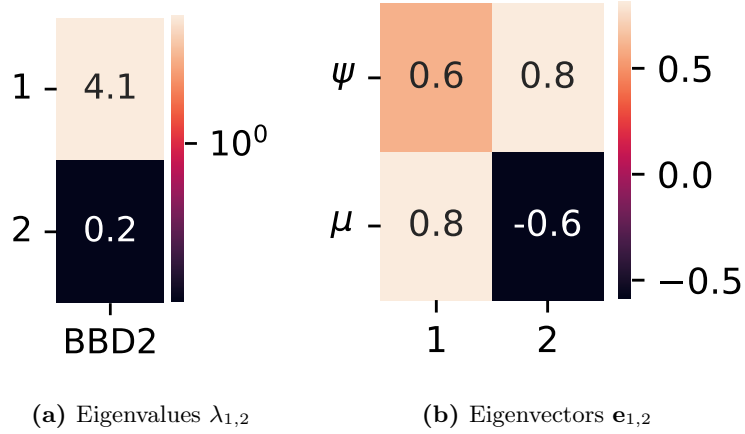 1
4.1
10⁰
2
0.2
BBD2
ψ
0.6
0.8
0.5
0.0
μ
0.8
-0.6
−0.5
1
2
(a) Eigenvalues λ₁,₂
(b) Eigenvectors e₁,₂